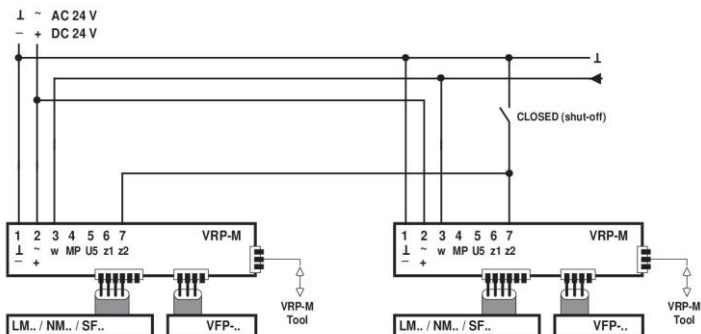 ⊥ ~ AC 24 V
– + DC 24 V
⊥
CLOSED (shut-off)
1 2 3 4 5 6 7 VRP-M
⊥ ~ w MP U5 z1 z2
– +
VRP-M
Tool
LM.. / NM.. / SF..
VFP-..
1 2 3 4 5 6 7 VRP-M
⊥ ~ w MP U5 z1 z2
– +
VRP-M
Tool
LM.. / NM.. / SF..
VFP-..